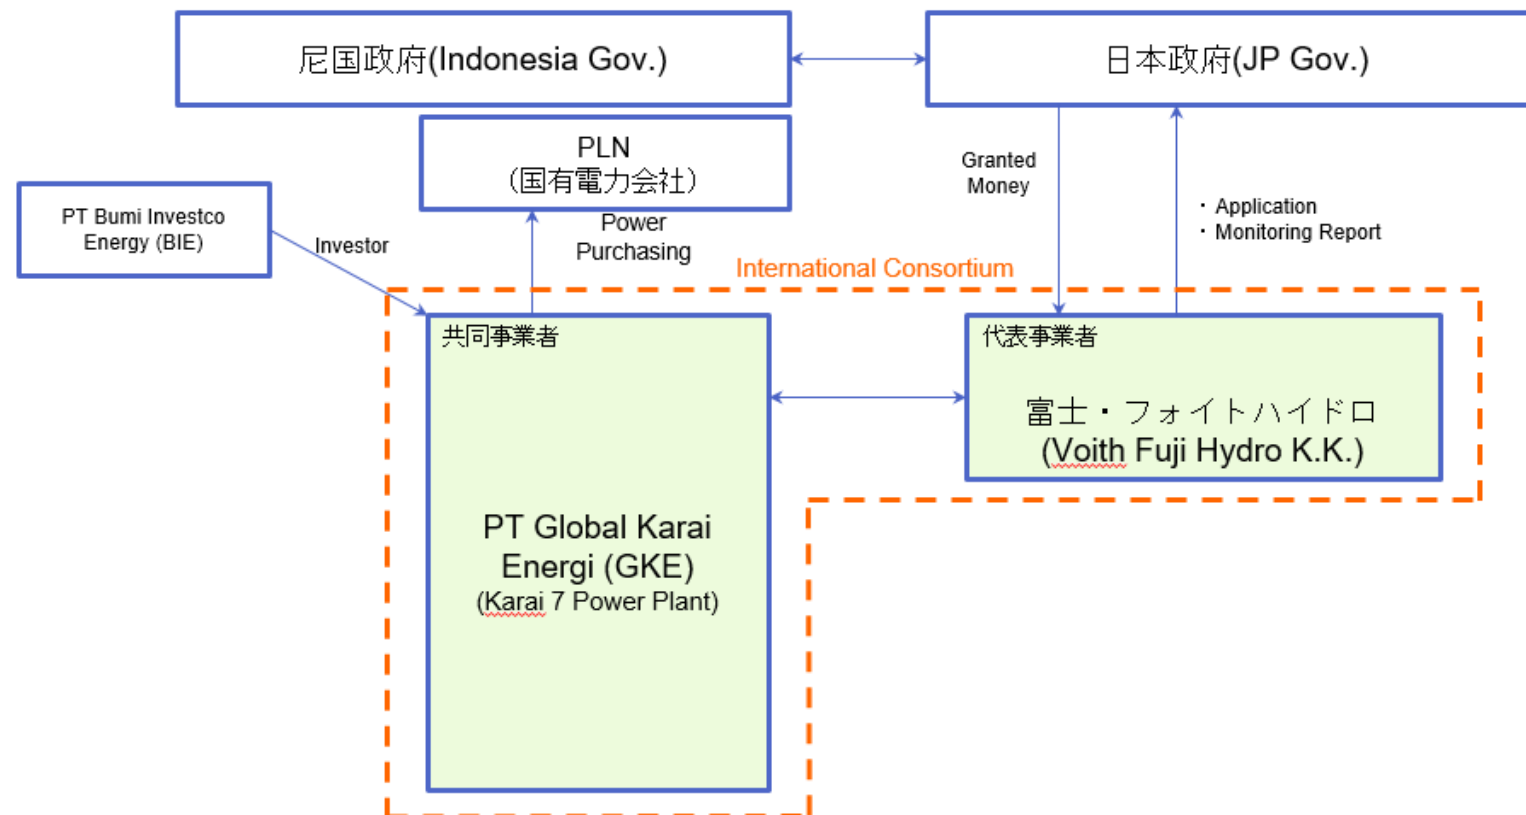 尼国政府(Indonesia Gov.)
日本政府(JP Gov.)
PLN
（国有電力会社）
PT Bumi Investco
Energy (BIE)
Investor
Power
Purchasing
Granted
Money
・ Application
・ Monitoring Report
International Consortium
共同事業者
PT Global Karai
Energi (GKE)
(Karai 7 Power Plant)
代表事業者
富士・フォイトハイドロ
(Voith Fuji Hydro K.K.)